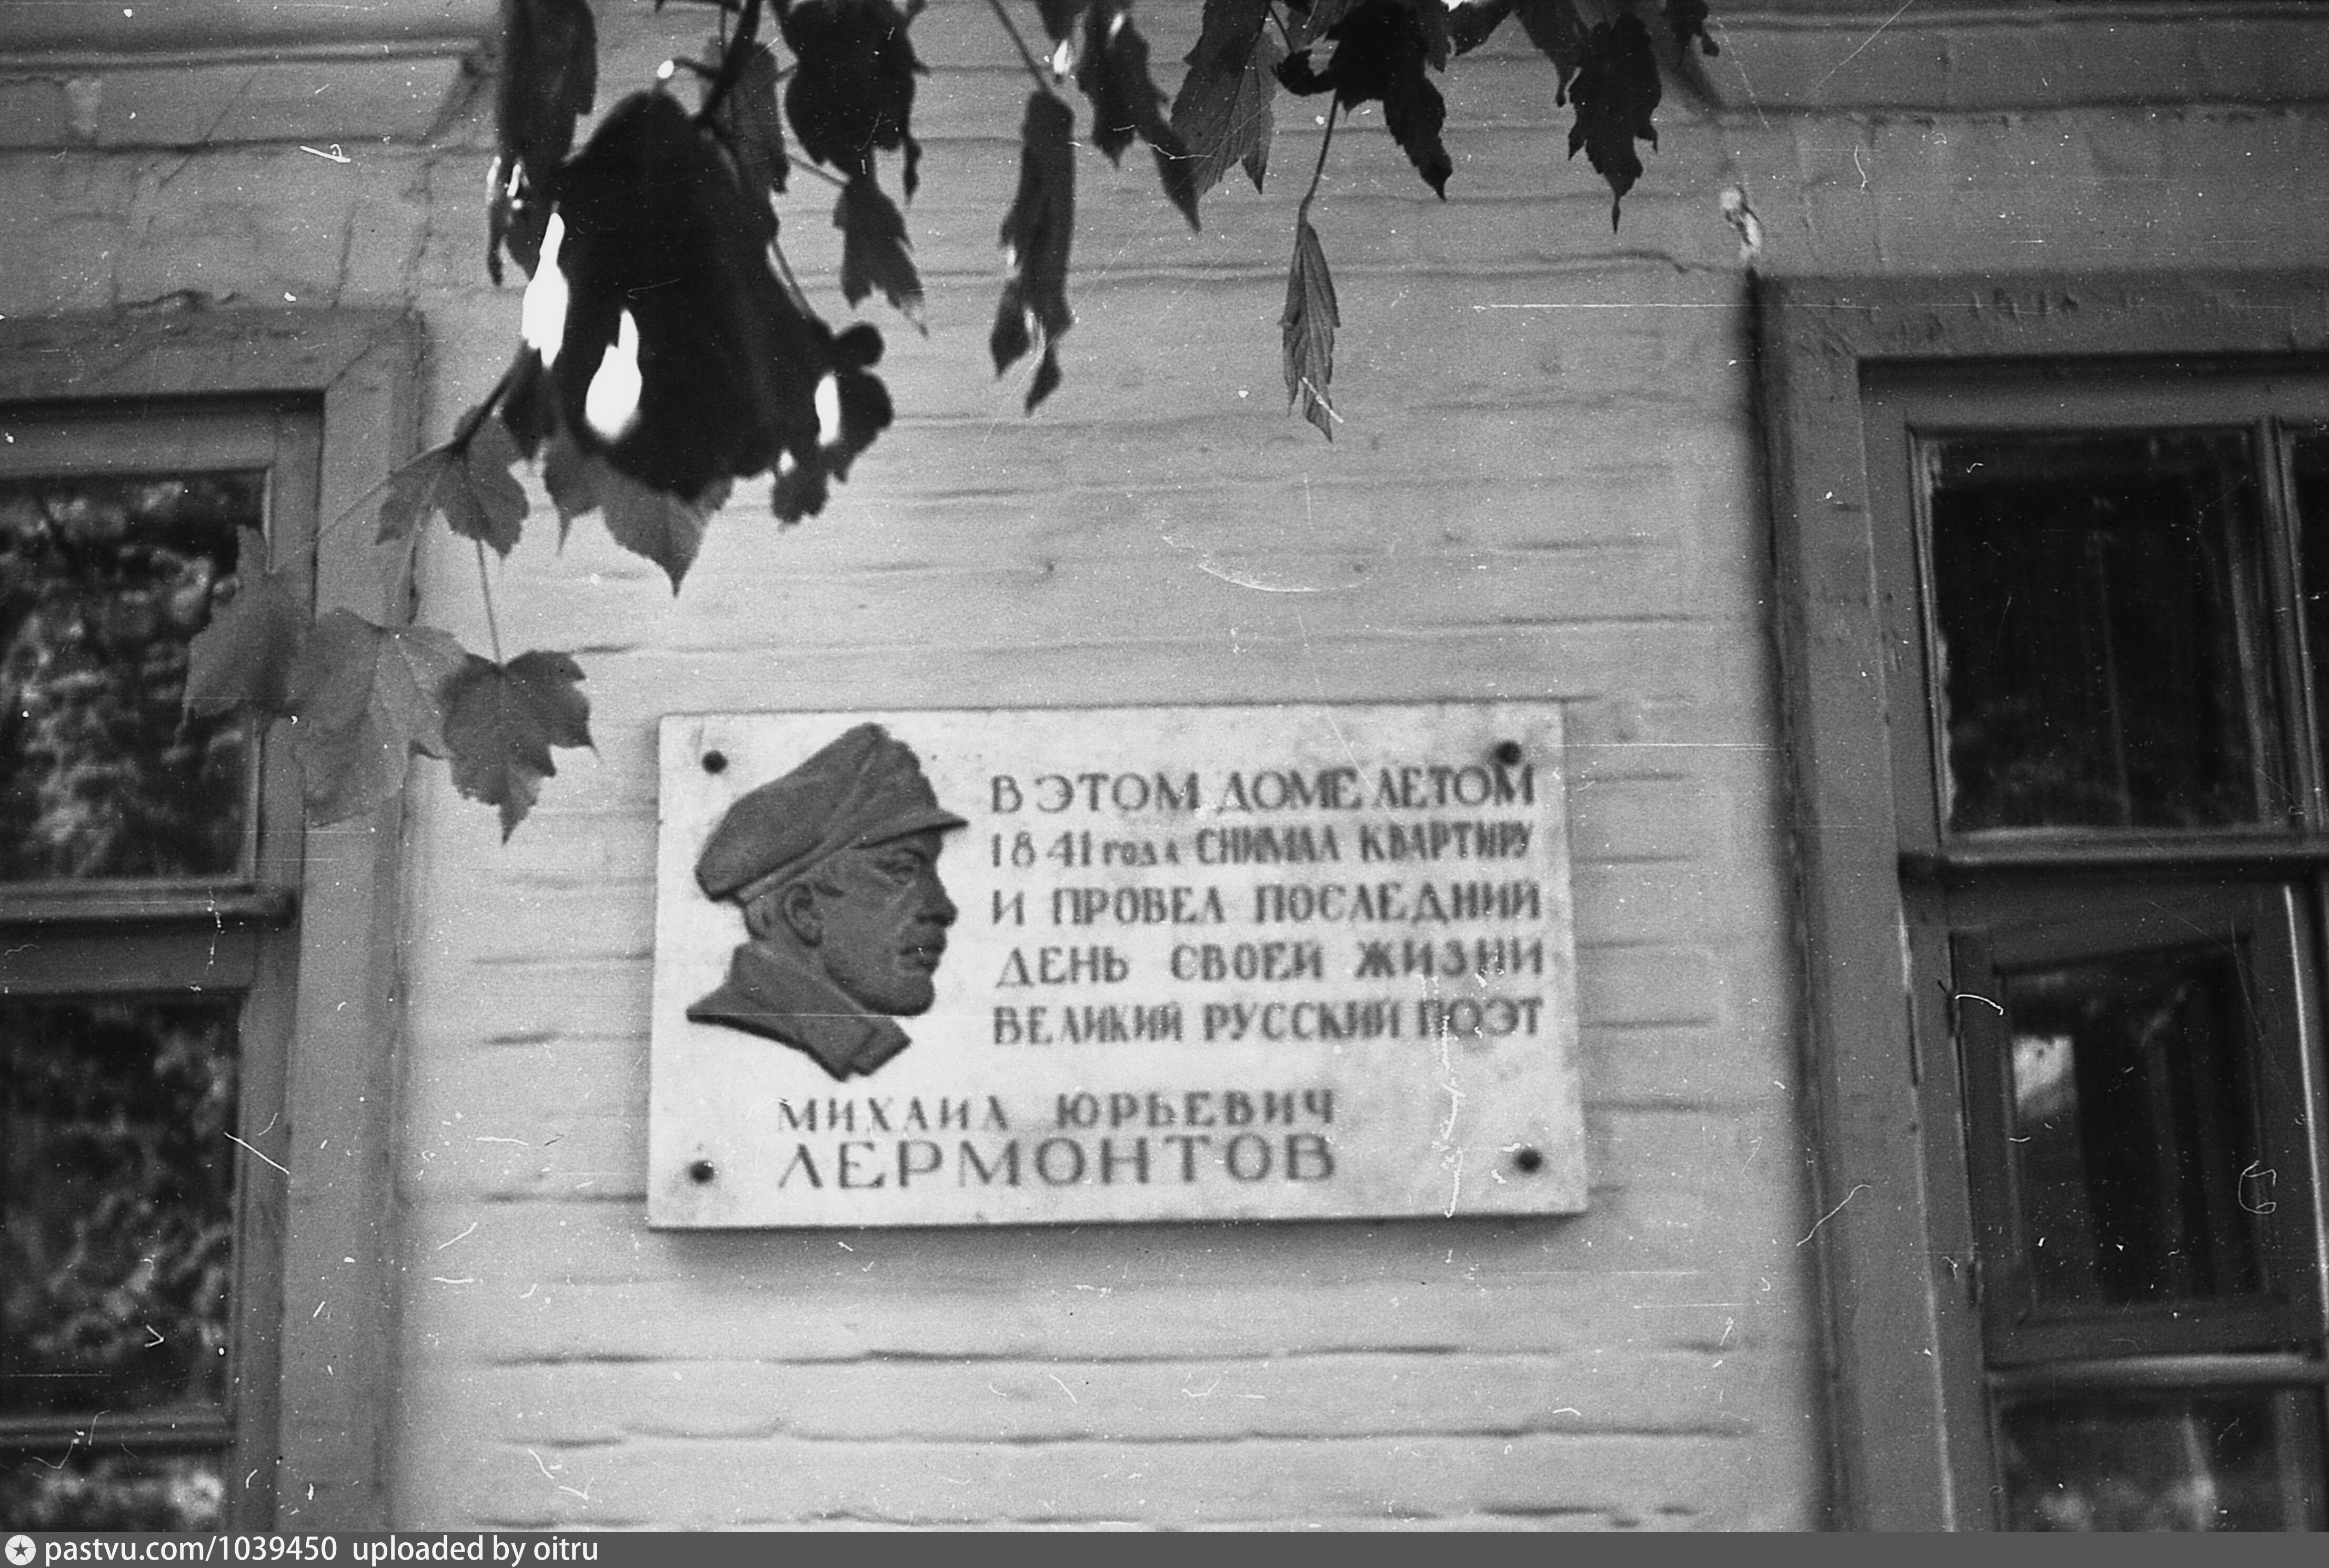 В ЭТОМ ДОМЕ ЛЕТОМ
1841 года СНИМАЛ КВАРТИРУ
И ПРОВЕЛ ПОСЛЕДНИЙ
ДЕНЬ СВОЕЙ ЖИЗНИ
ВЕЛИКИЙ РУССКИЙ ПОЭТ
МИХАИЛ ЮРЬЕВИЧ
ЛЕРМОНТОВ
pastvu.com/1039450 uploaded by oitru